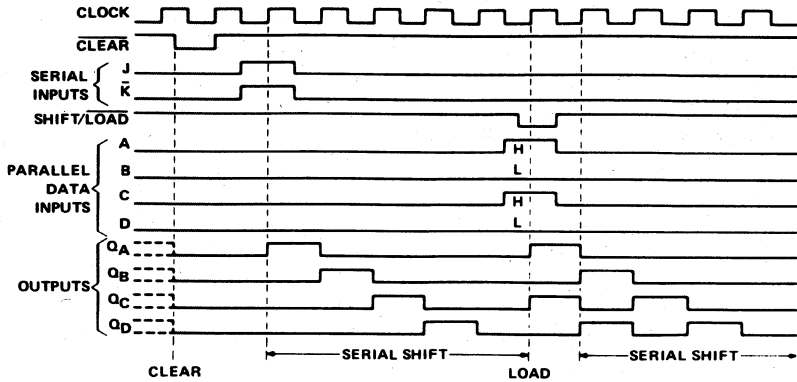 CLOCK
CLEAR
J
SERIAL
INPUTS
K
SHIFT/LOAD
A
H
B
L
PARALLEL
DATA
INPUTS
C
H
D
L
QA
QB
OUTPUTS
QC
QD
SERIAL SHIFT
SERIAL SHIFT
CLEAR
LOAD